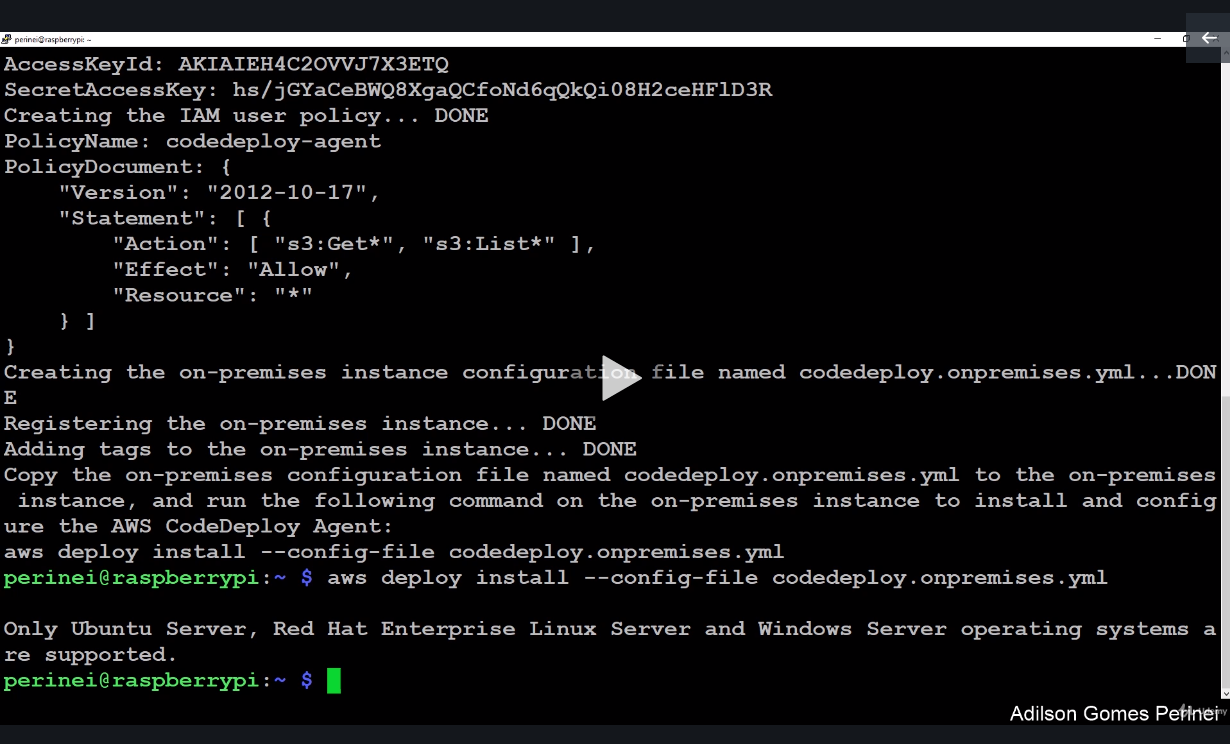 perinei@raspberrypi: ~
AccessKeyId: AKIAIEH4C2OVVJ7X3ETQ
SecretAccessKey: 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
Creating the IAM user policy... DONE
PolicyName: codedeploy-agent
PolicyDocument: {
    "Version": "2012-10-17",
    "Statement": [ {
        "Action": [ "s3:Get*", "s3:List*" ],
        "Effect": "Allow",
        "Resource": "*"
    } ]
}
Creating the on-premises instance configuration file named codedeploy.onpremises.yml...DON
E
Registering the on-premises instance... DONE
Adding tags to the on-premises instance... DONE
Copy the on-premises configuration file named codedeploy.onpremises.yml to the on-premises
 instance, and run the following command on the on-premises instance to install and config
ure the AWS CodeDeploy Agent:
aws deploy install --config-file codedeploy.onpremises.yml
perinei@raspberrypi:~ $ aws deploy install --config-file codedeploy.onpremises.yml
Only Ubuntu Server, Red Hat Enterprise Linux Server and Windows Server operating systems a
re supported.
perinei@raspberrypi:~ $
Adilson Gomes Perinei